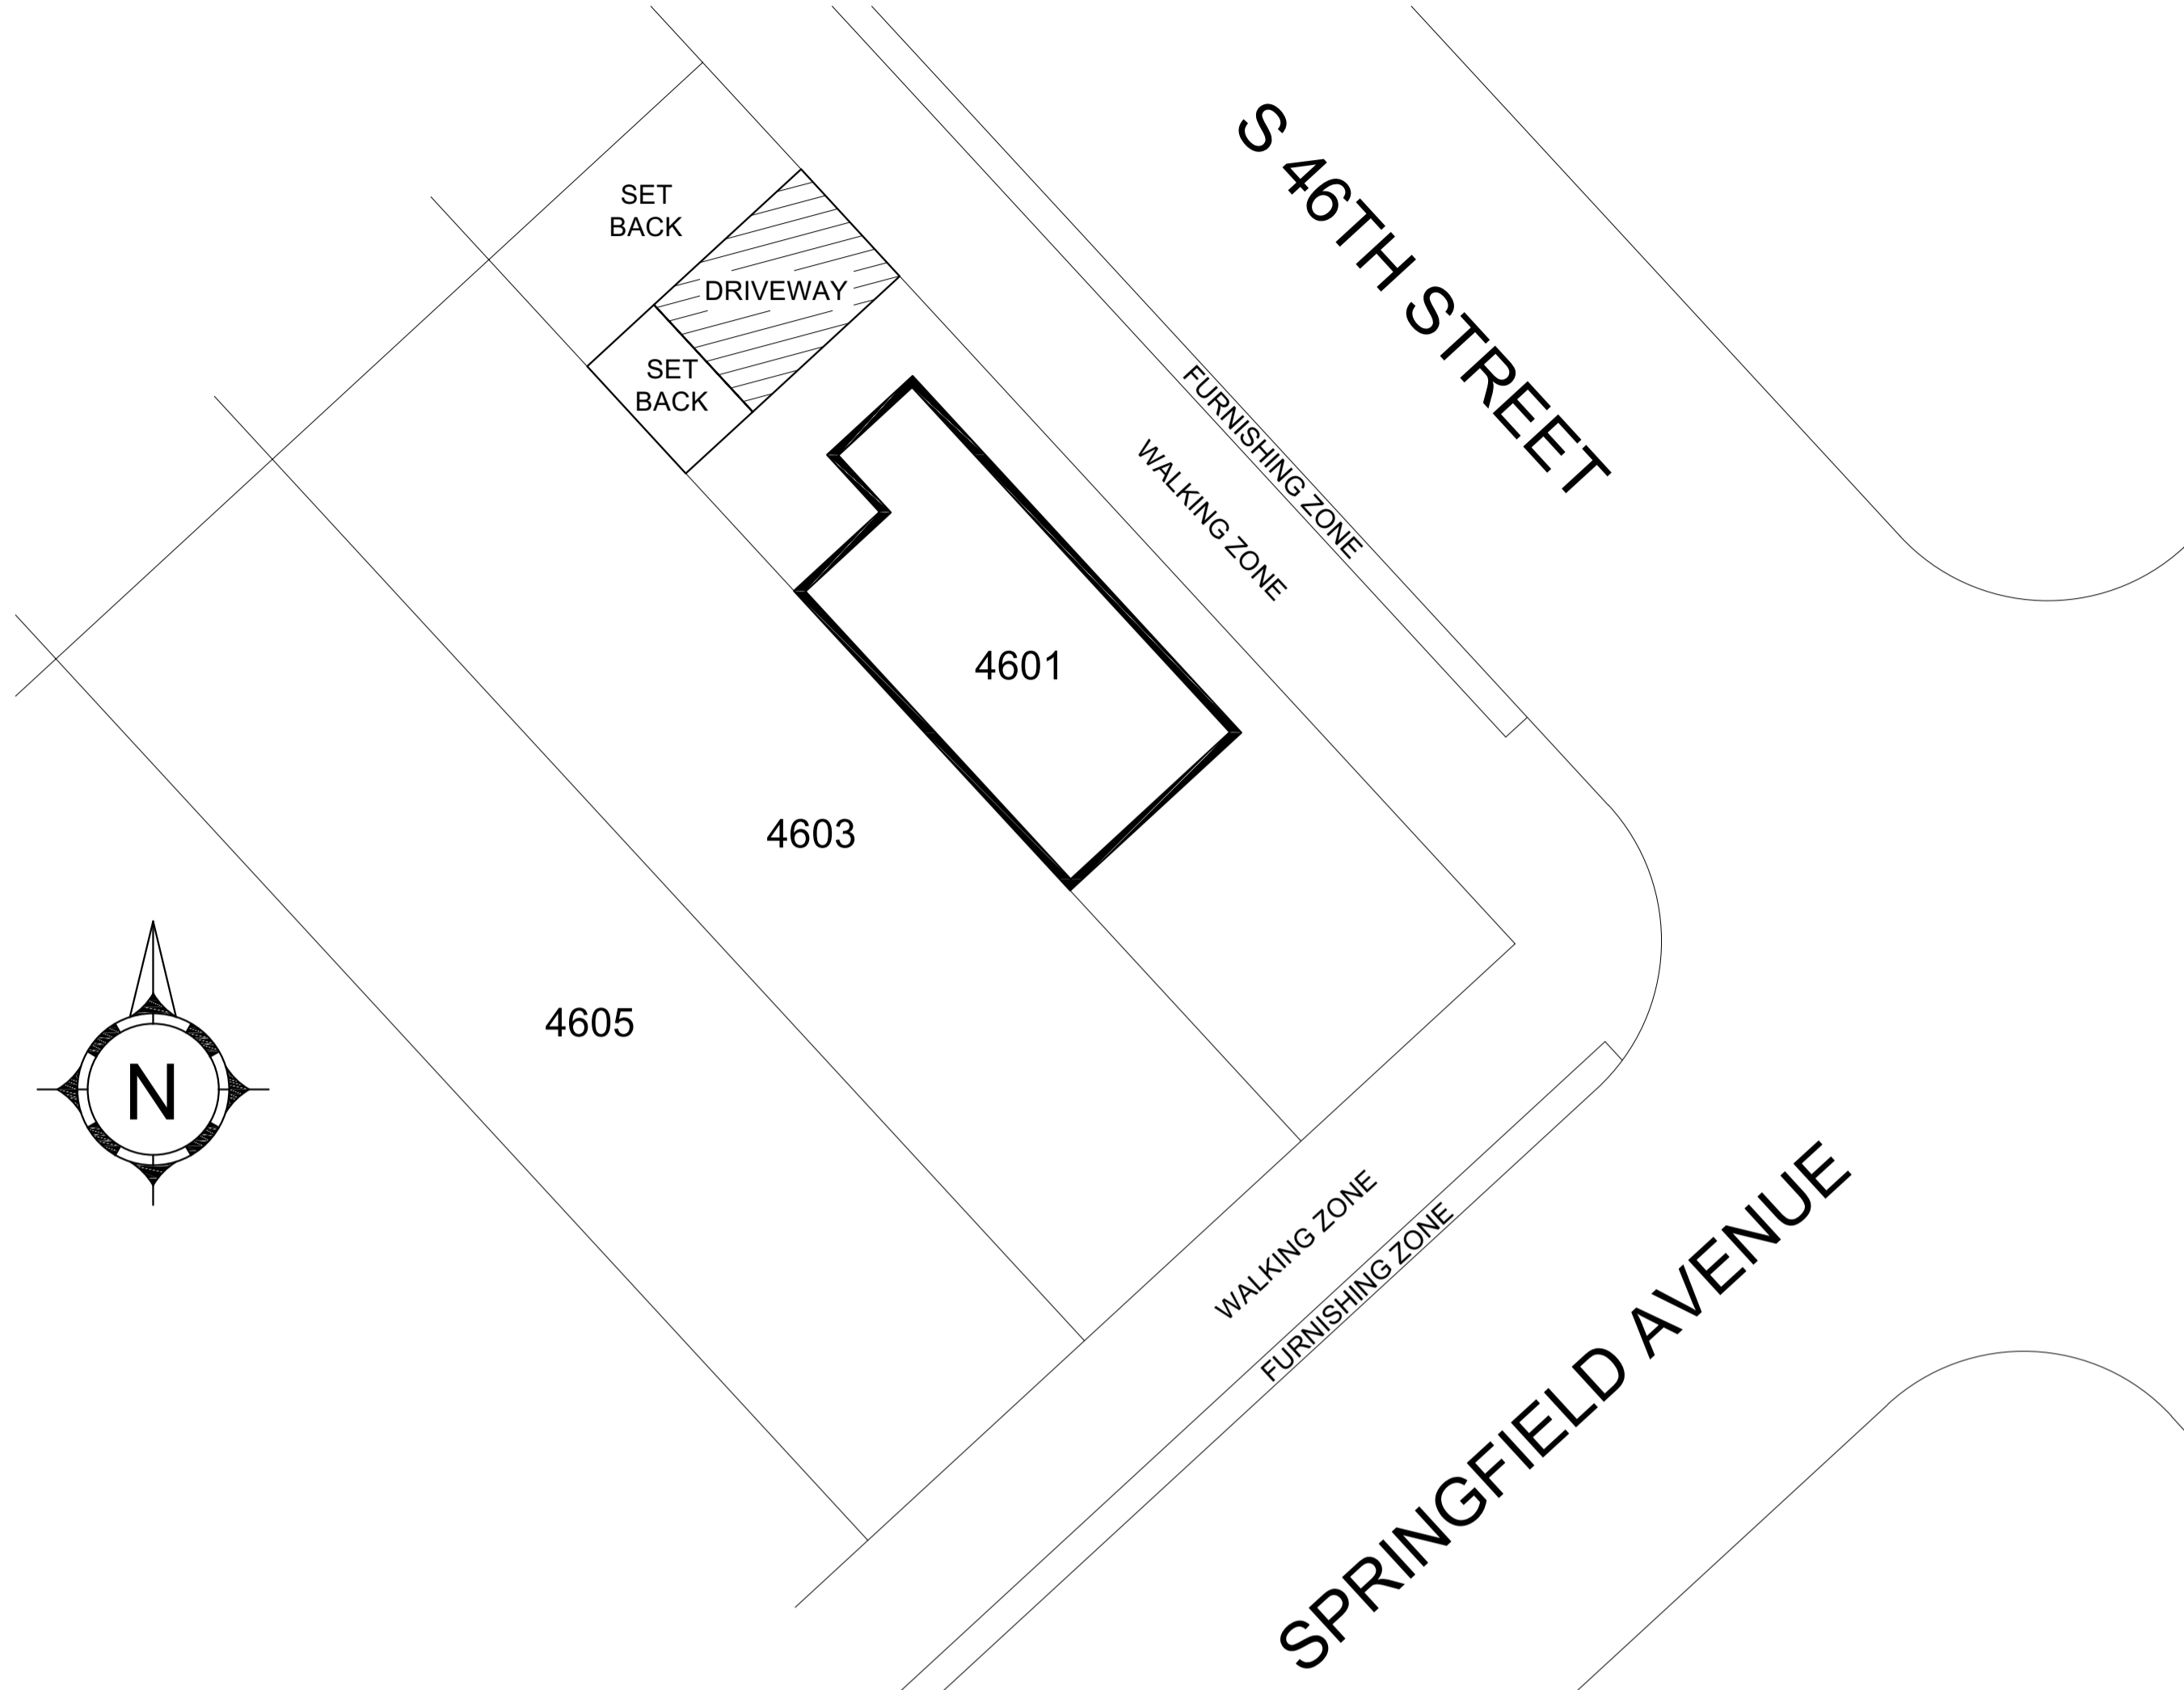 S 46TH STREET
SET
BACK
DRIVEWAY
SET
BACK
FURNISHING ZONE
WALKING ZONE
4601
4603
4605
N
WALKING ZONE
FURNISHING ZONE
SPRINGFIELD AVENUE